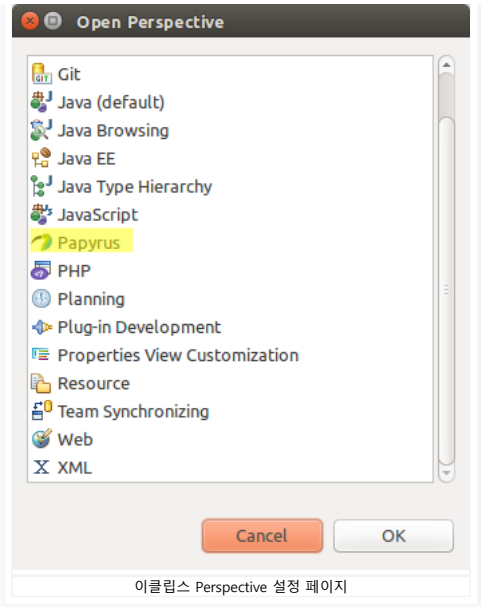 Open Perspective
GIT Git
Java (default)
Java Browsing
Java EE
Java Type Hierarchy
JavaScript
Papyrus
PHP
Planning
Plug-in Development
Properties View Customization
Resource
Team Synchronizing
Web
X XML
Cancel OK
이클립스 Perspective 설정 페이지